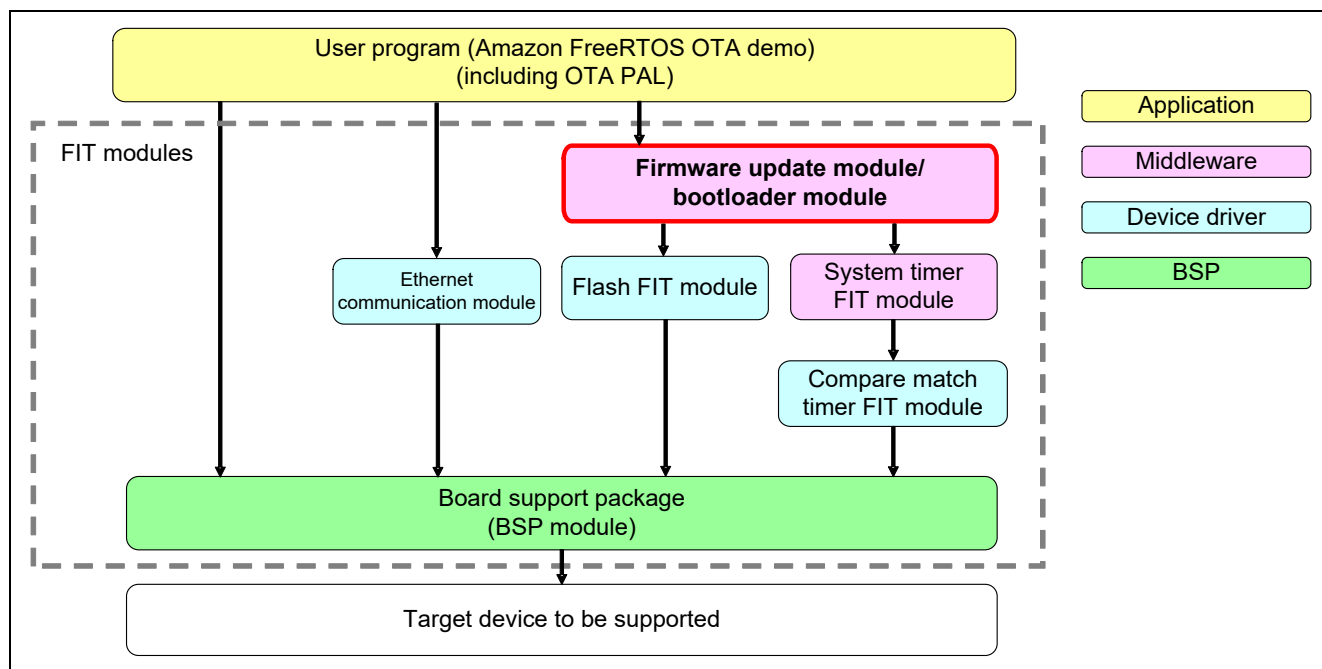 User program (Amazon FreeRTOS OTA demo)
(including OTA PAL)
Application
FIT modules
Middleware
Firmware update module/
bootloader module
Device driver
BSP
Ethernet
communication module
Flash FIT module
System timer
FIT module
Compare match
timer FIT module
Board support package
(BSP module)
Target device to be supported